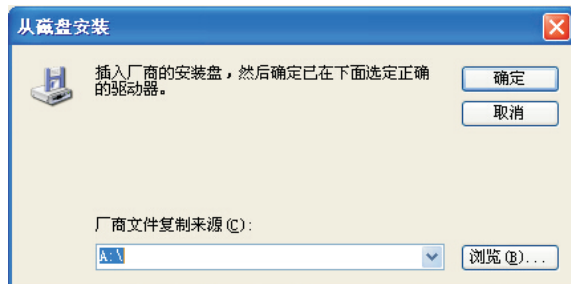 从磁盘安装
插入厂商的安装盘，然后确定已在下面选定正确
的驱动器。
确定
取消
厂商文件复制来源(C):
A:\
浏览(B)...